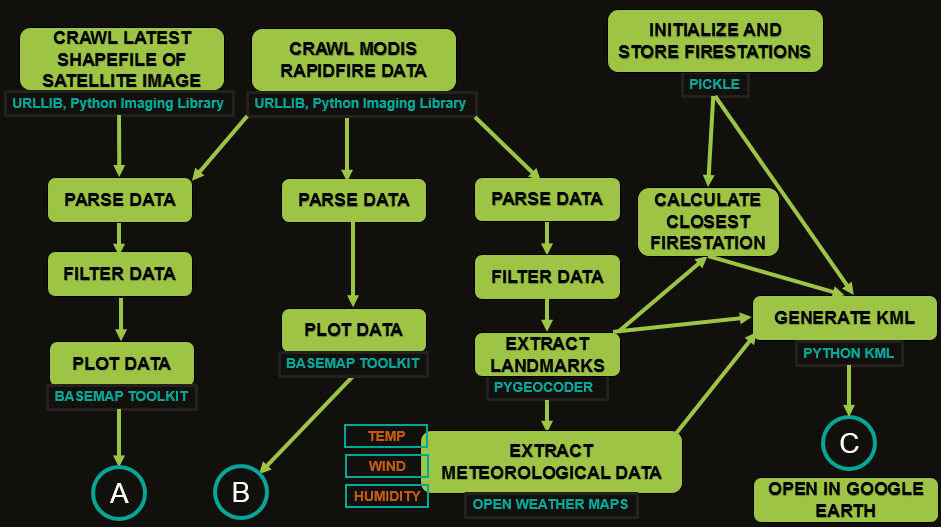 CRAWL LATEST
SHAPEFILE OF
SATELLITE IMAGE
URLLIB, Python Imaging Library
CRAWL MODIS
RAPIDFIRE DATA
URLLIB, Python Imaging Library
INITIALIZE AND
STORE FIRESTATIONS
PICKLE
PARSE DATA
PARSE DATA
PARSE DATA
CALCULATE
CLOSEST
FIRESTATION
FILTER DATA
FILTER DATA
PLOT DATA
BASEMAP TOOLKIT
PLOT DATA
BASEMAP TOOLKIT
EXTRACT
LANDMARKS
PYGEOCODER
GENERATE KML
PYTHON KML
TEMP
WIND
HUMIDITY
EXTRACT
METEOROLOGICAL DATA
OPEN WEATHER MAPS
A
B
C
OPEN IN GOOGLE
EARTH